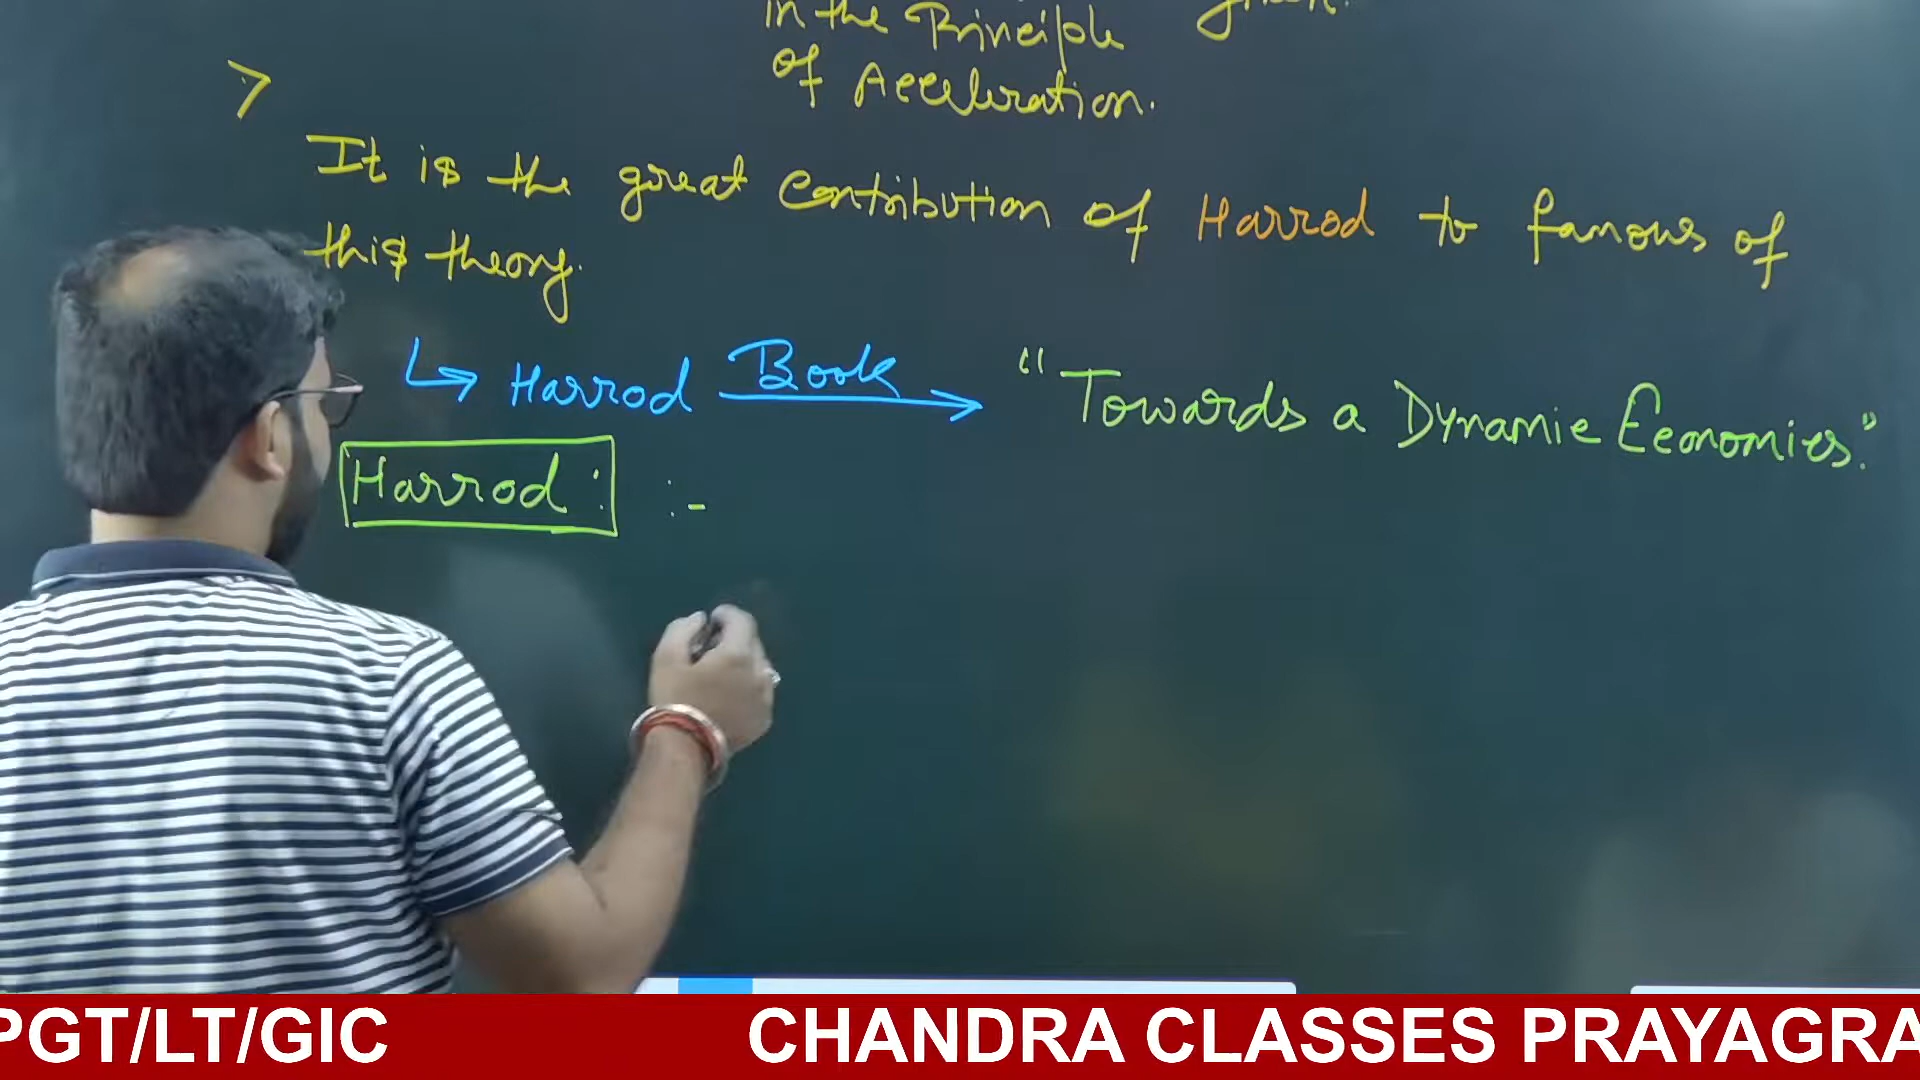 in the Principle
of Acceleration.
>
It is the great contribution of Harrod to famous of
this theory.
↳ Harrod Book → "Towards a Dynamic Economics."
Harrod: :-
PGT/LT/GIC CHANDRA CLASSES PRAYAGRA